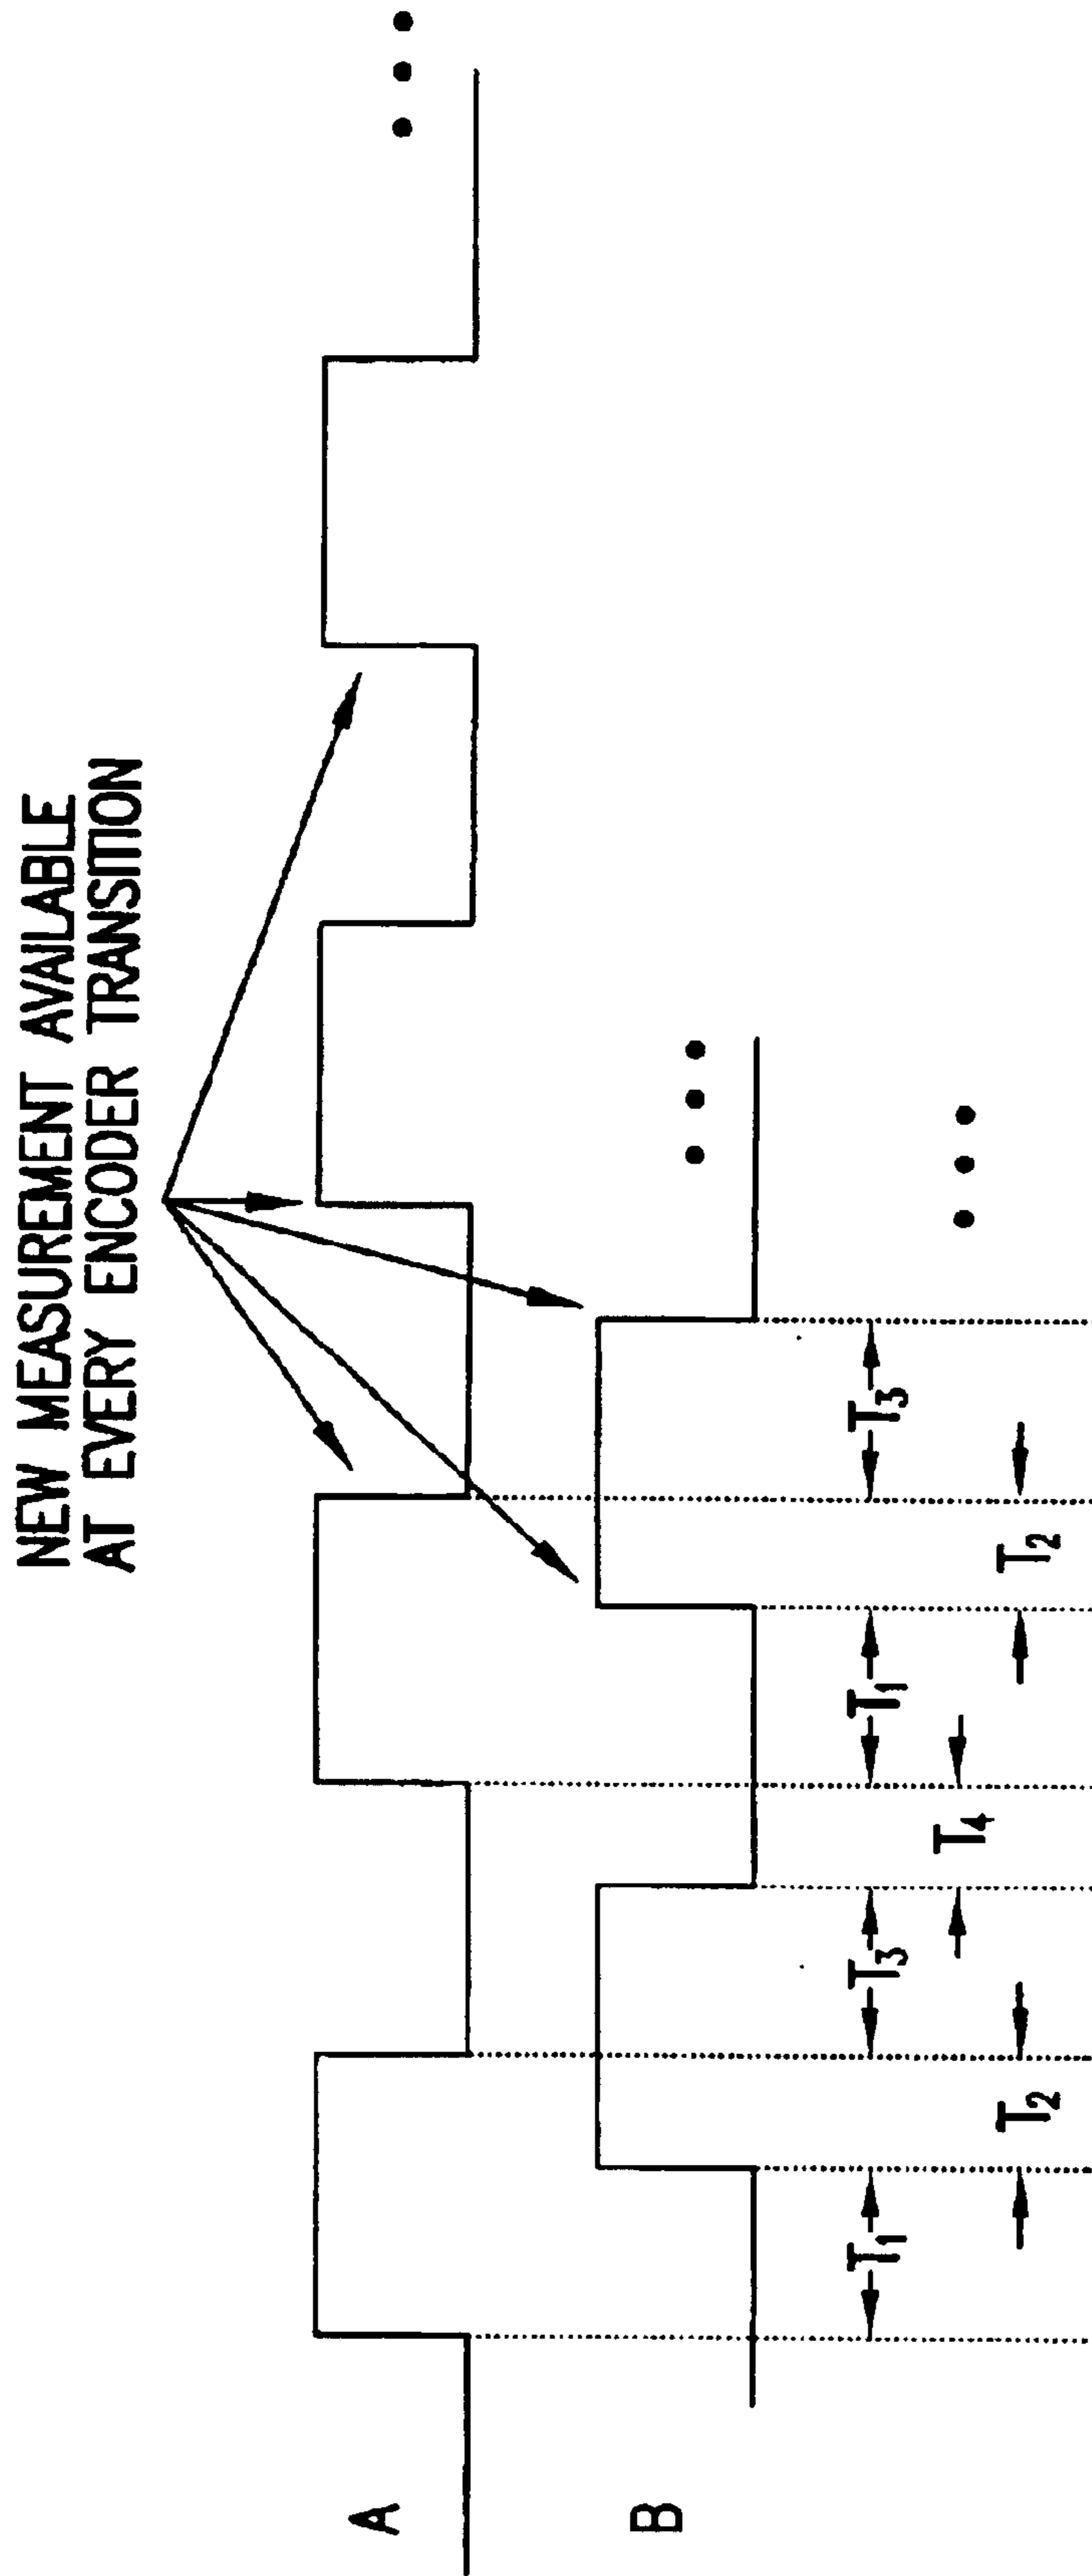 NEW MEASUREMENT AVAILABLE
AT EVERY ENCODER TRANSITION
A
B
T₁
T₃
T₁
T₃
T₄
T₂
T₂